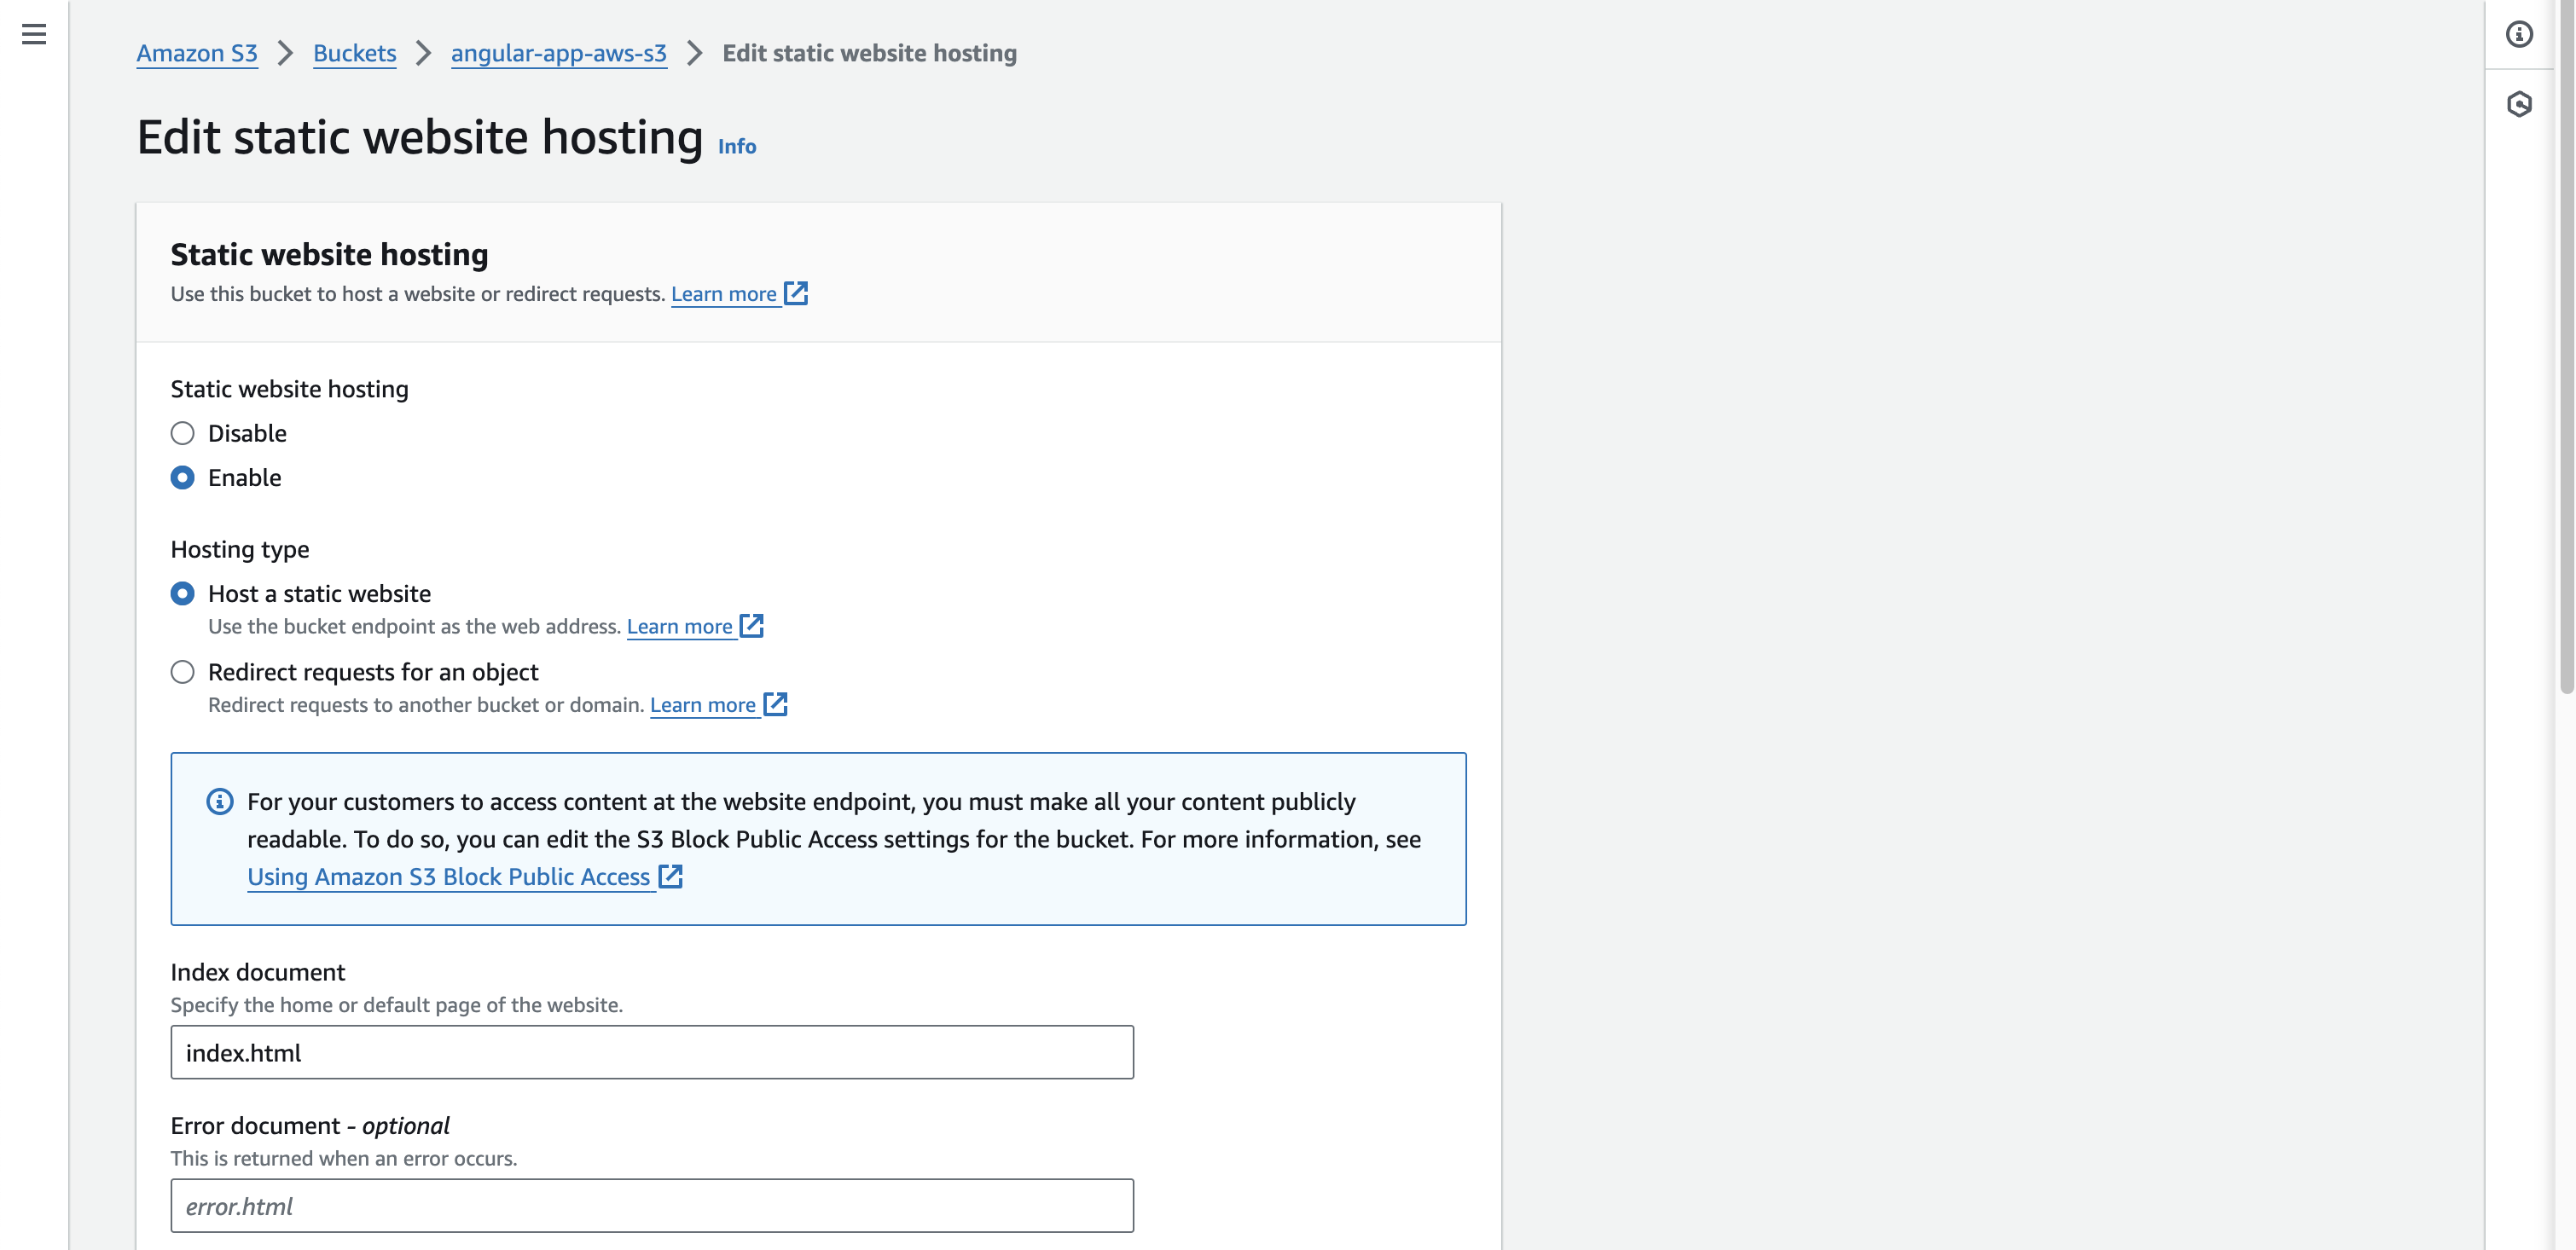 Amazon S3 > Buckets > angular-app-aws-s3 > Edit static website hosting
Edit static website hosting Info
Static website hosting
Use this bucket to host a website or redirect requests. Learn more
Static website hosting
Disable
Enable
Hosting type
Host a static website
Use the bucket endpoint as the web address. Learn more
Redirect requests for an object
Redirect requests to another bucket or domain. Learn more
For your customers to access content at the website endpoint, you must make all your content publicly
readable. To do so, you can edit the S3 Block Public Access settings for the bucket. For more information, see
Using Amazon S3 Block Public Access
Index document
Specify the home or default page of the website.
index.html
Error document - optional
This is returned when an error occurs.
error.html